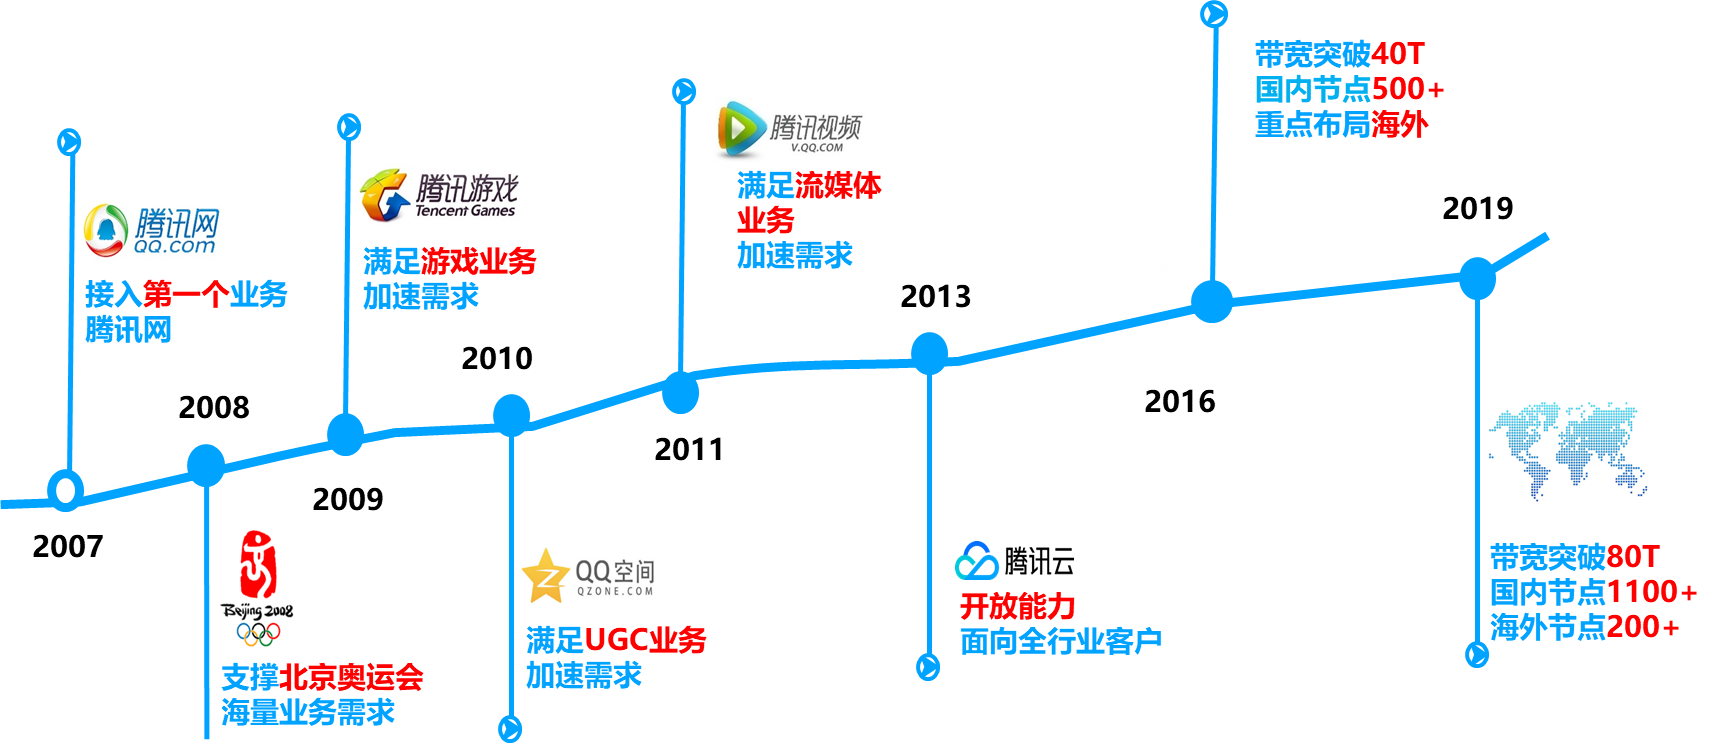 腾讯网
QQ.com
接入第一个业务
腾讯网
2007
2008
Beijing 2008
支撑北京奥运会
海量业务需求
腾讯游戏
Tencent Games
满足游戏业务
加速需求
2009
2010
QQ空间
QZONE.COM
满足UGC业务
加速需求
腾讯视频
V.QQ.COM
满足流媒体
业务
加速需求
2011
2013
腾讯云
开放能力
面向全行业客户
带宽突破40T
国内节点500+
重点布局海外
2016
2019
带宽突破80T
国内节点1100+
海外节点200+